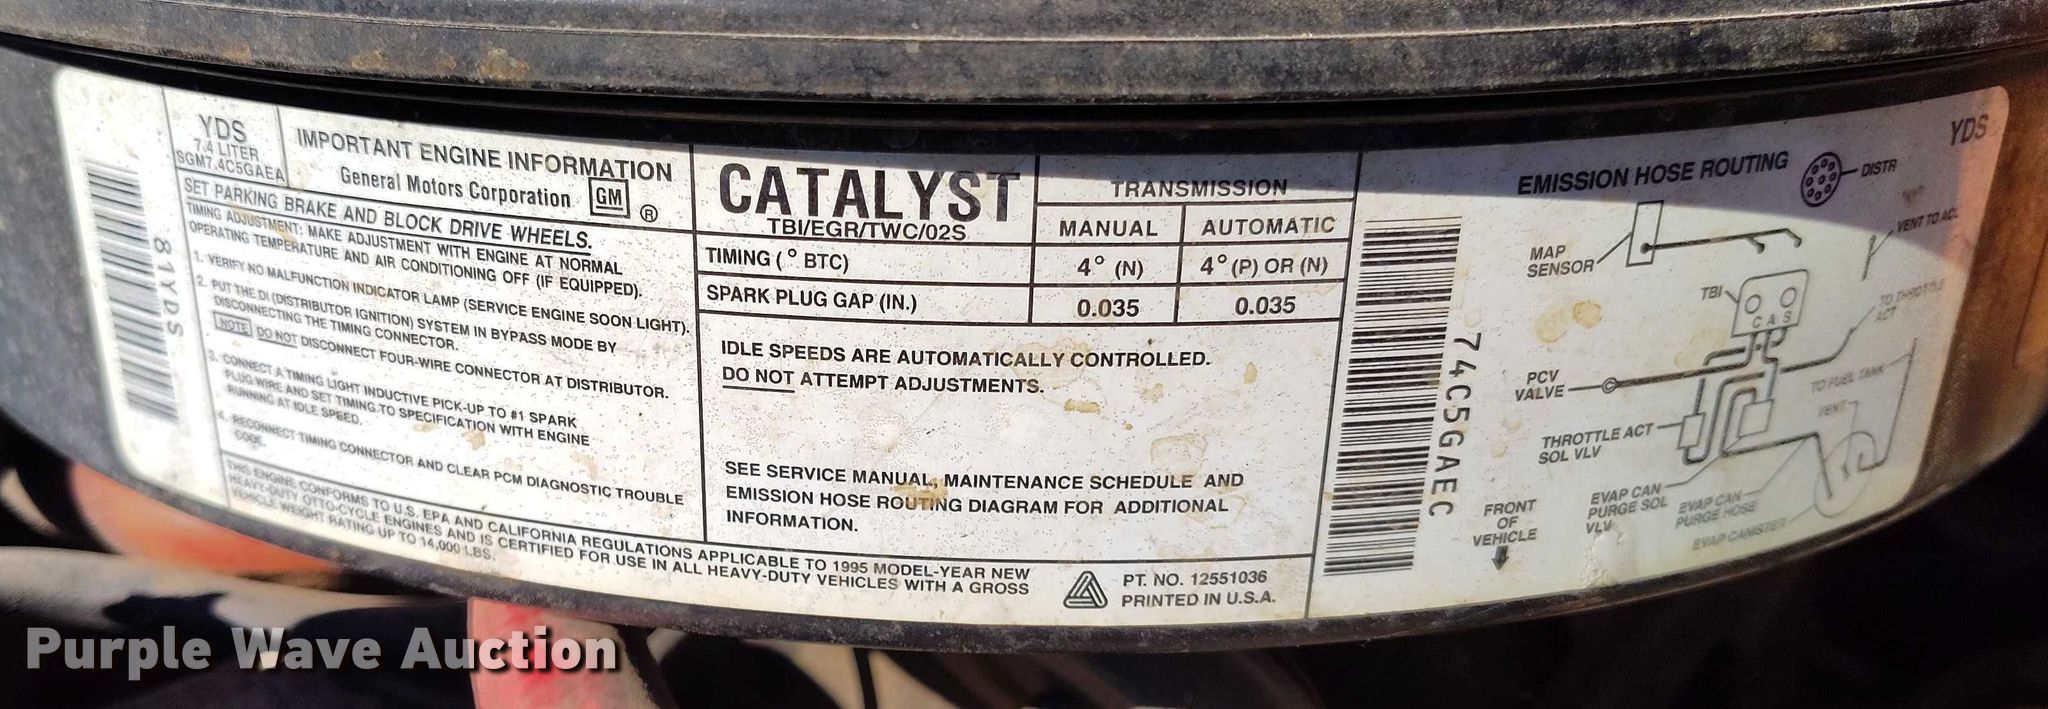 81YDS
YDS
7.4 LITER
SGM7.4C5GAEA
IMPORTANT ENGINE INFORMATION
General Motors Corporation GM ®
SET PARKING BRAKE AND BLOCK DRIVE WHEELS.
TIMING ADJUSTMENT: MAKE ADJUSTMENT WITH ENGINE AT NORMAL
OPERATING TEMPERATURE AND AIR CONDITIONING OFF (IF EQUIPPED).
1. VERIFY NO MALFUNCTION INDICATOR LAMP (SERVICE ENGINE SOON LIGHT).
2. PUT THE DI (DISTRIBUTOR IGNITION) SYSTEM IN BYPASS MODE BY
DISCONNECTING THE TIMING CONNECTOR.
NOTE DO NOT DISCONNECT FOUR-WIRE CONNECTOR AT DISTRIBUTOR.
3. CONNECT A TIMING LIGHT INDUCTIVE PICK-UP TO #1 SPARK
PLUG WIRE AND SET TIMING TO SPECIFICATION WITH ENGINE
RUNNING AT IDLE SPEED.
4. RECONNECT TIMING CONNECTOR AND CLEAR PCM DIAGNOSTIC TROUBLE
CODE.
THIS ENGINE CONFORMS TO U.S. EPA AND CALIFORNIA REGULATIONS APPLICABLE TO 1995 MODEL-YEAR NEW
HEAVY-DUTY OTTO-CYCLE ENGINES AND IS CERTIFIED FOR USE IN ALL HEAVY-DUTY VEHICLES WITH A GROSS
VEHICLE WEIGHT RATING UP TO 14,000 LBS.
CATALYST
TBI/EGR/TWC/02S
TRANSMISSION
MANUAL AUTOMATIC
TIMING (° BTC) 4° (N) 4° (P) OR (N)
SPARK PLUG GAP (IN.) 0.035 0.035
IDLE SPEEDS ARE AUTOMATICALLY CONTROLLED.
DO NOT ATTEMPT ADJUSTMENTS.
SEE SERVICE MANUAL, MAINTENANCE SCHEDULE AND
EMISSION HOSE ROUTING DIAGRAM FOR ADDITIONAL
INFORMATION.
PT. NO. 12551036
PRINTED IN U.S.A.
74C5GAEC
YDS
EMISSION HOSE ROUTING
DISTR
VENT TO
MAP
SENSOR
TBI
C A S
TO THROTTLE
ACT
PCV
VALVE
TO FUEL TANK
VENT
THROTTLE ACT
SOL VLV
EVAP CAN
PURGE SOL
VLV
EVAP CAN
PURGE HOSE
EVAP CANISTER
FRONT
OF
VEHICLE
Purple Wave Auction